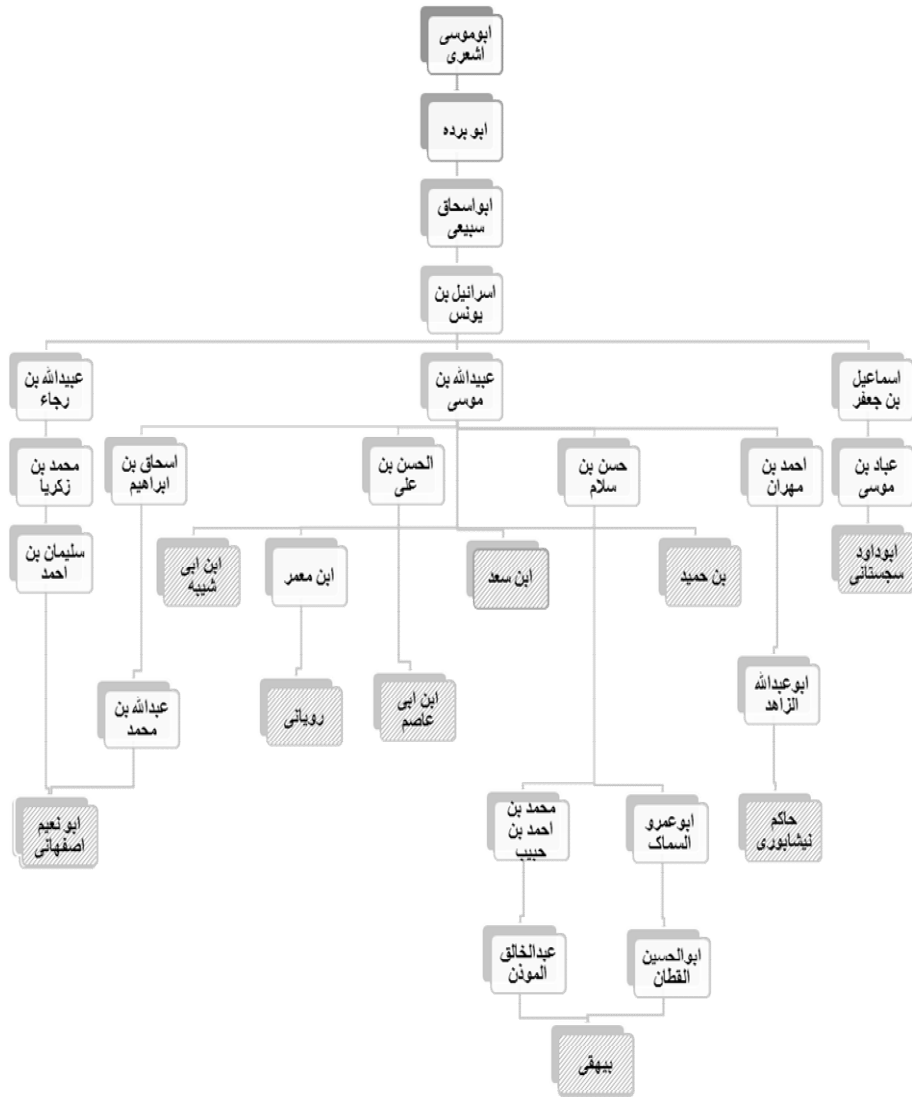 ابوموسی
اشعری
ابو برده
ابواسحاق
سبیعی
اسرائیل بن
یونس
اسماعیل
بن جعفر
عبیدالله بن
موسی
عبیدالله بن
رجاء
عباد بن
موسی
احمد بن
مهران
حسن بن
سلام
الحسن بن
علی
اسحاق بن
ابراهیم
محمد بن
زکریا
ابوداود
سجستانی
بن حمید
ابن سعد
ابن معمر
ابن ابی
شیبه
سلیمان بن
احمد
ابوعبدالله
الزاهد
ابن ابی
عاصم
رویانی
عبدالله بن
محمد
حاکم
نیشابوری
ابوعمرو
السماک
محمد بن
احمد بن
حبیب
ابو نعیم
اصفهانی
ابوالحسین
القطان
عبدالخالق
الموذن
بیهقی